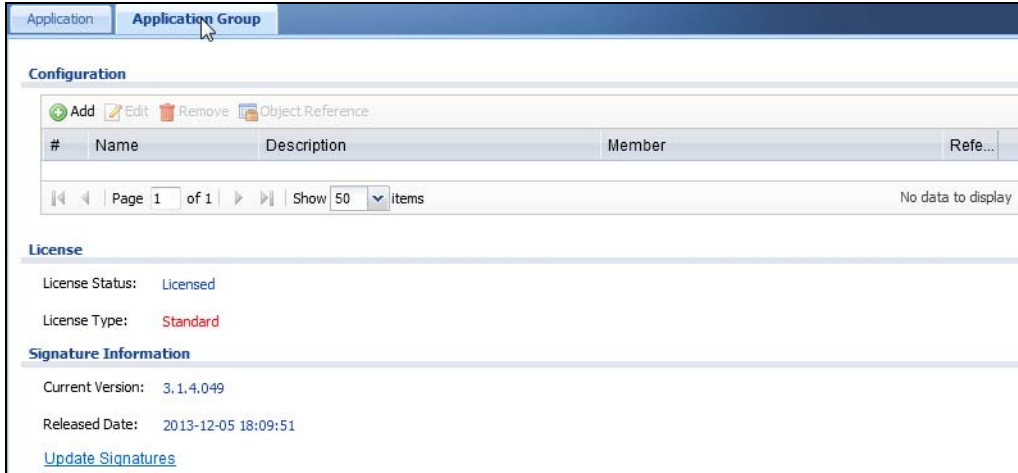 Application Application Group
Configuration
Add Edit Remove Object Reference
# Name Description Member Refe...
Page 1 of 1 Show 50 items No data to display
License
License Status: Licensed
License Type: Standard
Signature Information
Current Version: 3.1.4.049
Released Date: 2013-12-05 18:09:51
Update Signatures